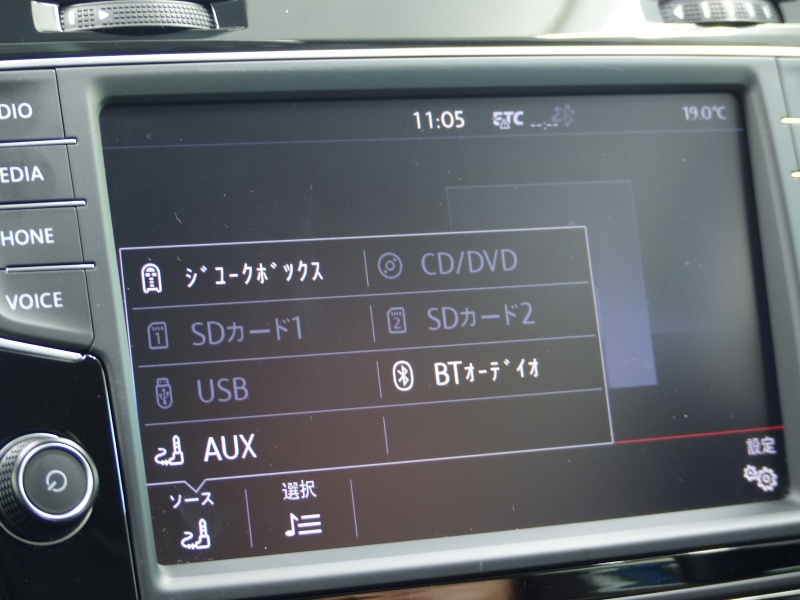 11:05 ETC --:-- 19.0°C
DIO
EDIA
HONE
VOICE
ｼﾞｭｰｸﾎﾞｯｸｽ CD/DVD
1 SDカード1 2 SDカード2
USB BTｵｰﾃﾞｨｵ
AUX
設定
ソース 選択